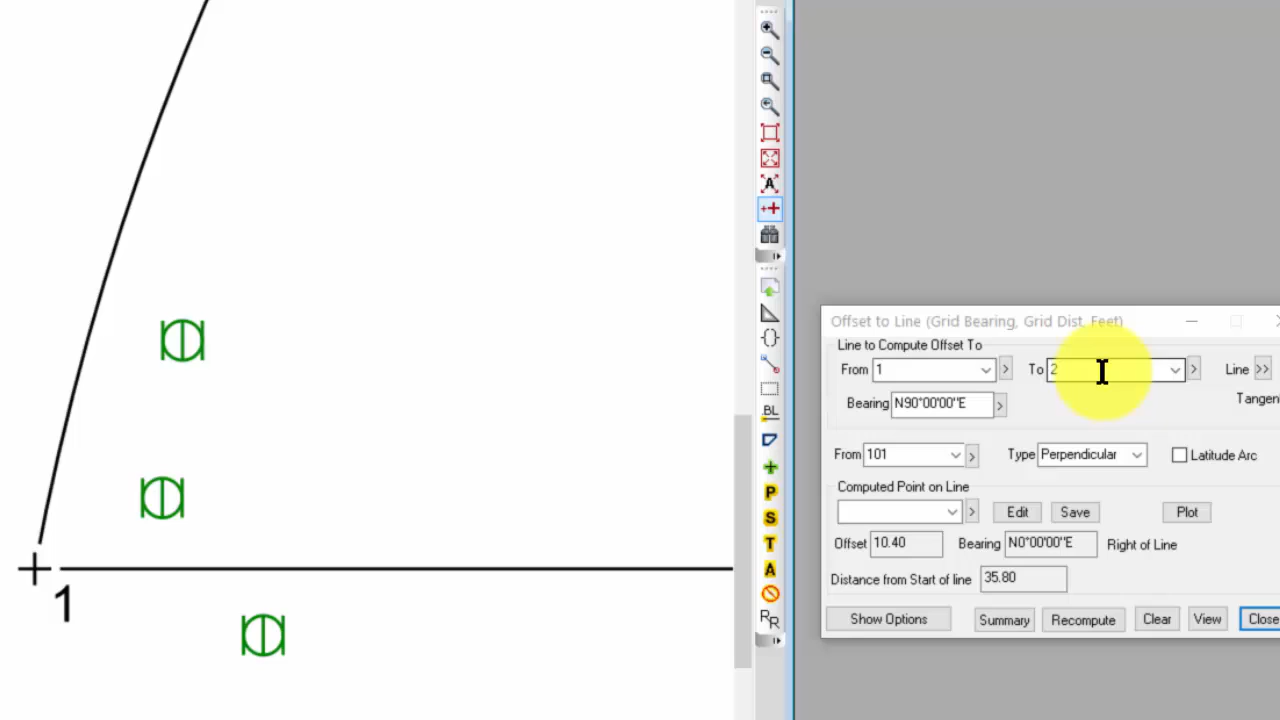 1
A
BL
P
S
T
A
RR
Offset to Line (Grid Bearing, Grid Dist, Feet)
Line to Compute Offset To
From 1 > To 2 > Line >>
Bearing N90°00'00"E >
From 101 > Type Perpendicular Latitude Arc
Computed Point on Line
> Edit Save Plot
Offset 10.40 Bearing N0°00'00"E Right of Line
Distance from Start of line 35.80
Show Options Summary Recompute Clear View Close